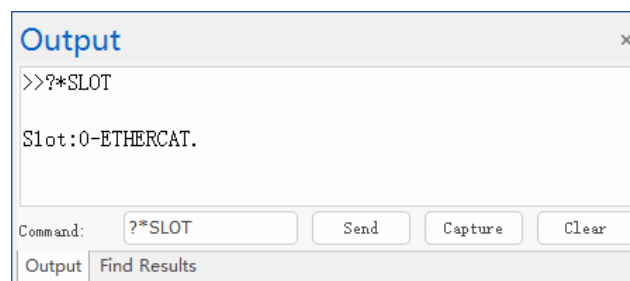 Output
>>?*SLOT
Slot:0-ETHERCAT.
Command: ?*SLOT Send Capture Clear
Output Find Results